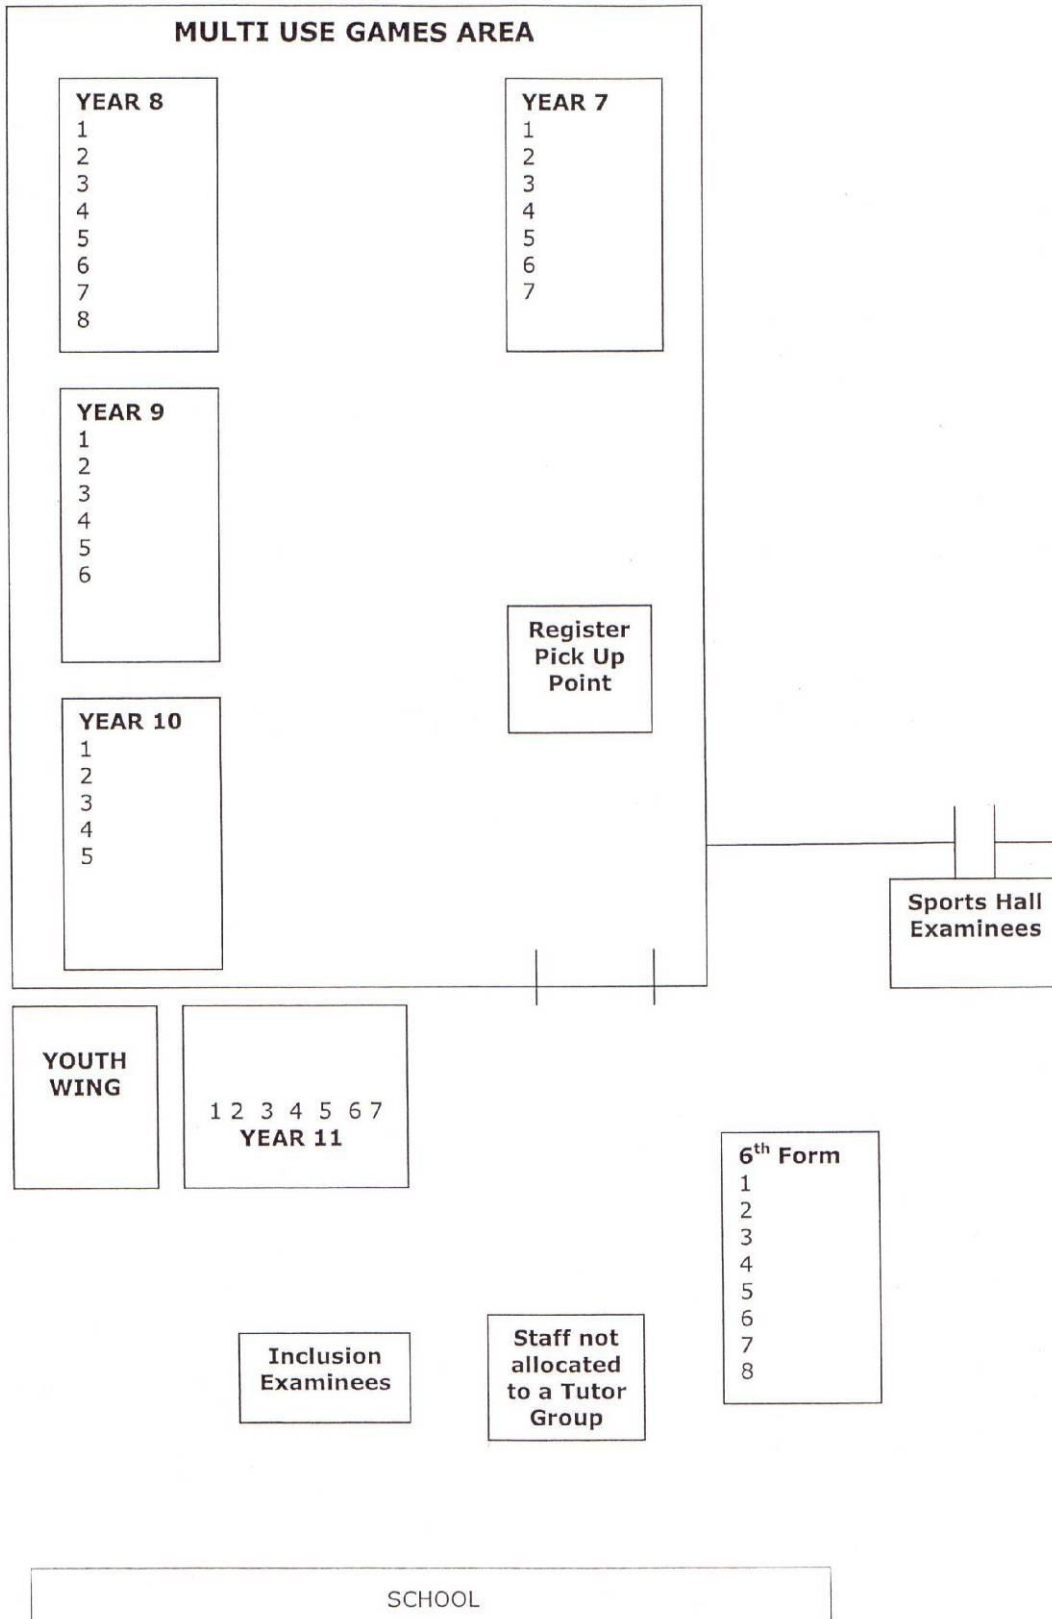 MULTI USE GAMES AREA
YEAR 8
1
2
3
4
5
6
7
8
YEAR 7
1
2
3
4
5
6
7
YEAR 9
1
2
3
4
5
6
Register
Pick Up
Point
YEAR 10
1
2
3
4
5
Sports Hall
Examinees
YOUTH
WING
1 2 3 4 5 6 7
YEAR 11
6th Form
1
2
3
4
5
6
7
8
Inclusion
Examinees
Staff not
allocated
to a Tutor
Group
SCHOOL